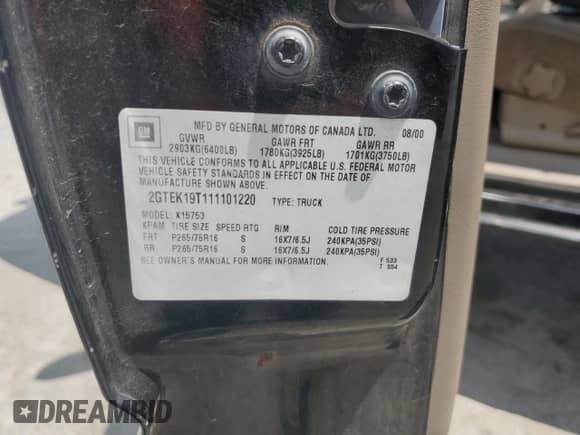 GM
MFD BY GENERAL MOTORS OF CANADA LTD. 08/00
GVWR GAWR FRT GAWR RR
2903KG(6400LB) 1780KG(3925LB) 1701KG(3750LB)
THIS VEHICLE CONFORMS TO ALL APPLICABLE U.S. FEDERAL MOTOR
VEHICLE SAFETY STANDARDS IN EFFECT ON THE DATE OF
MANUFACTURE SHOWN ABOVE.
2GTEK19T111101220 TYPE: TRUCK
MODEL: K15753
KPAM TIRE SIZE SPEED RTG RIM COLD TIRE PRESSURE
FRT P265/75R16 S 16X7/6.5J 240KPA(35PSI)
RR P265/75R16 S 16X7/6.5J 240KPA(35PSI)
SEE OWNER'S MANUAL FOR MORE INFORMATION. F 533
T 554
DREAMBID